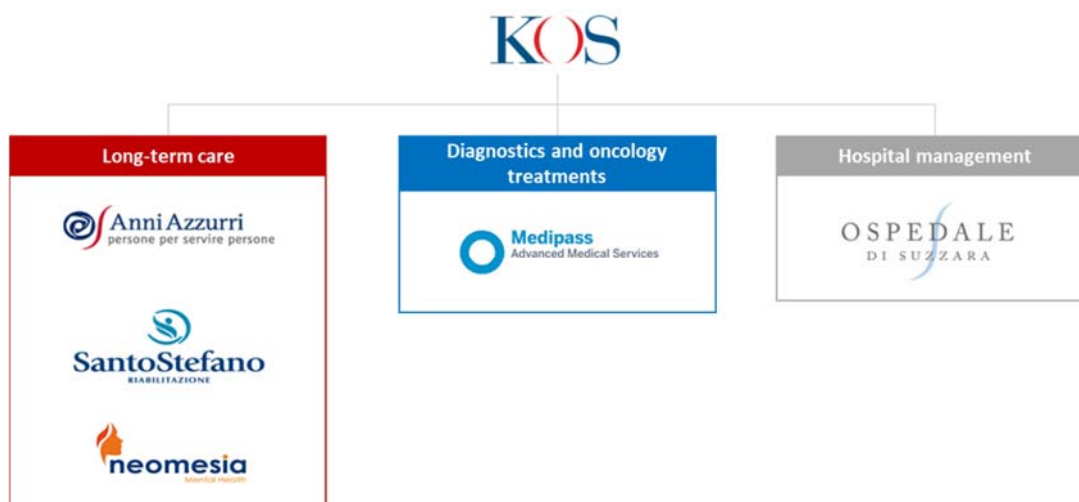 KOS
Long-term care
Anni Azzurri
persone per servire persone
SantoStefano
RIABILITAZIONE
neomesia
Mental Health
Diagnostics and oncology
treatments
Medipass
Advanced Medical Services
Hospital management
OSPEDALE
DI SUZZARA